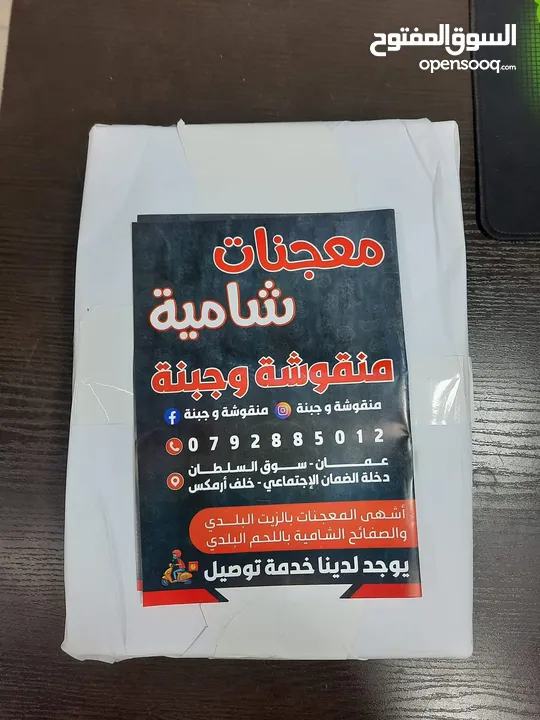 السوق المفتوح
opensooq.com
معجنات
شامية
منقوشة وجبنة
منقوشة و جبنة منقوشة و جبنة
0792885012
عمان - سوق السلطان
دخلة الضمان الإجتماعي - خلف أرمكس
أشهى المعجنات بالزيت البلدي
والصفائح الشامية باللحم البلدي
يوجد لدينا خدمة توصيل